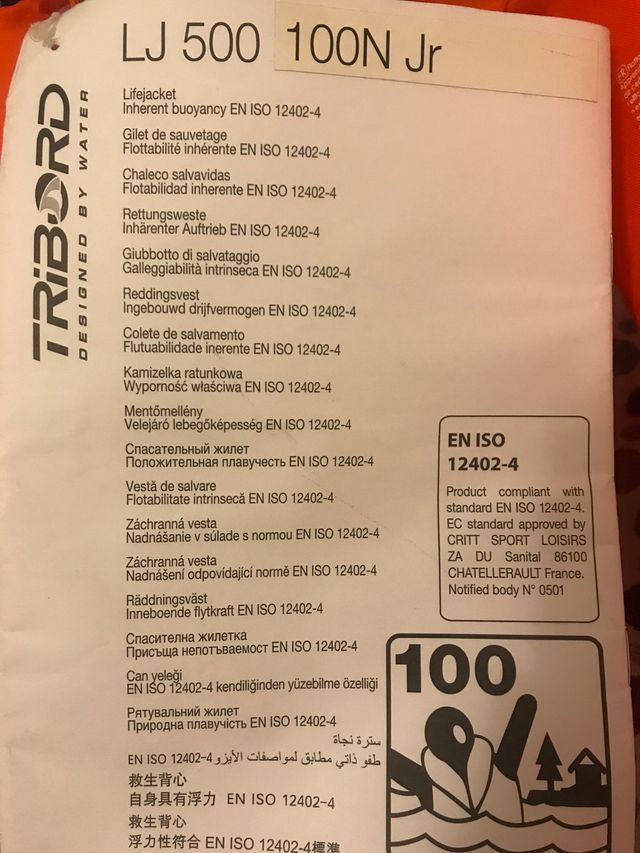 LJ 500 100N Jr
TRIBORD
DESIGNED BY WATER
Lifejacket
Inherent buoyancy EN ISO 12402-4
Gilet de sauvetage
Flottabilité inhérente EN ISO 12402-4
Chaleco salvavidas
Flotabilidad inherente EN ISO 12402-4
Rettungsweste
Inhärenter Auftrieb EN ISO 12402-4
Giubbotto di salvataggio
Galleggiabilità intrinseca EN ISO 12402-4
Reddingsvest
Ingebouwd drijfvermogen EN ISO 12402-4
Colete de salvamento
Flutuabilidade inerente EN ISO 12402-4
Kamizelka ratunkowa
Wyporność właściwa EN ISO 12402-4
Mentőmellény
Velejáró lebegőképesség EN ISO 12402-4
Спасательный жилет
Положительная плавучесть EN ISO 12402-4
Vestă de salvare
Flotabilitate intrinsecă EN ISO 12402-4
Záchranná vesta
Nadnášanie v súlade s normou EN ISO 12402-4
Záchranná vesta
Nadnášení odpovídající normě EN ISO 12402-4
Räddningsväst
Inneboende flytkraft EN ISO 12402-4
Спасителна жилетка
Присъща непотъваемост EN ISO 12402-4
Can yeleği
EN ISO 12402-4 kendiliğinden yüzebilme özelliği
Рятувальний жилет
Природна плавучість EN ISO 12402-4
سترة نجاة
طفو ذاتي مطابق لمواصفات الأيزو EN ISO 12402-4
救生背心
自身具有浮力 EN ISO 12402-4
救生背心
浮力性符合 EN ISO 12402-4標準
EN ISO
12402-4
Product compliant with
standard EN ISO 12402-4.
EC standard approved by
CRITT SPORT LOISIRS
ZA DU Sanital 86100
CHATELLERAULT France.
Notified body N° 0501
100